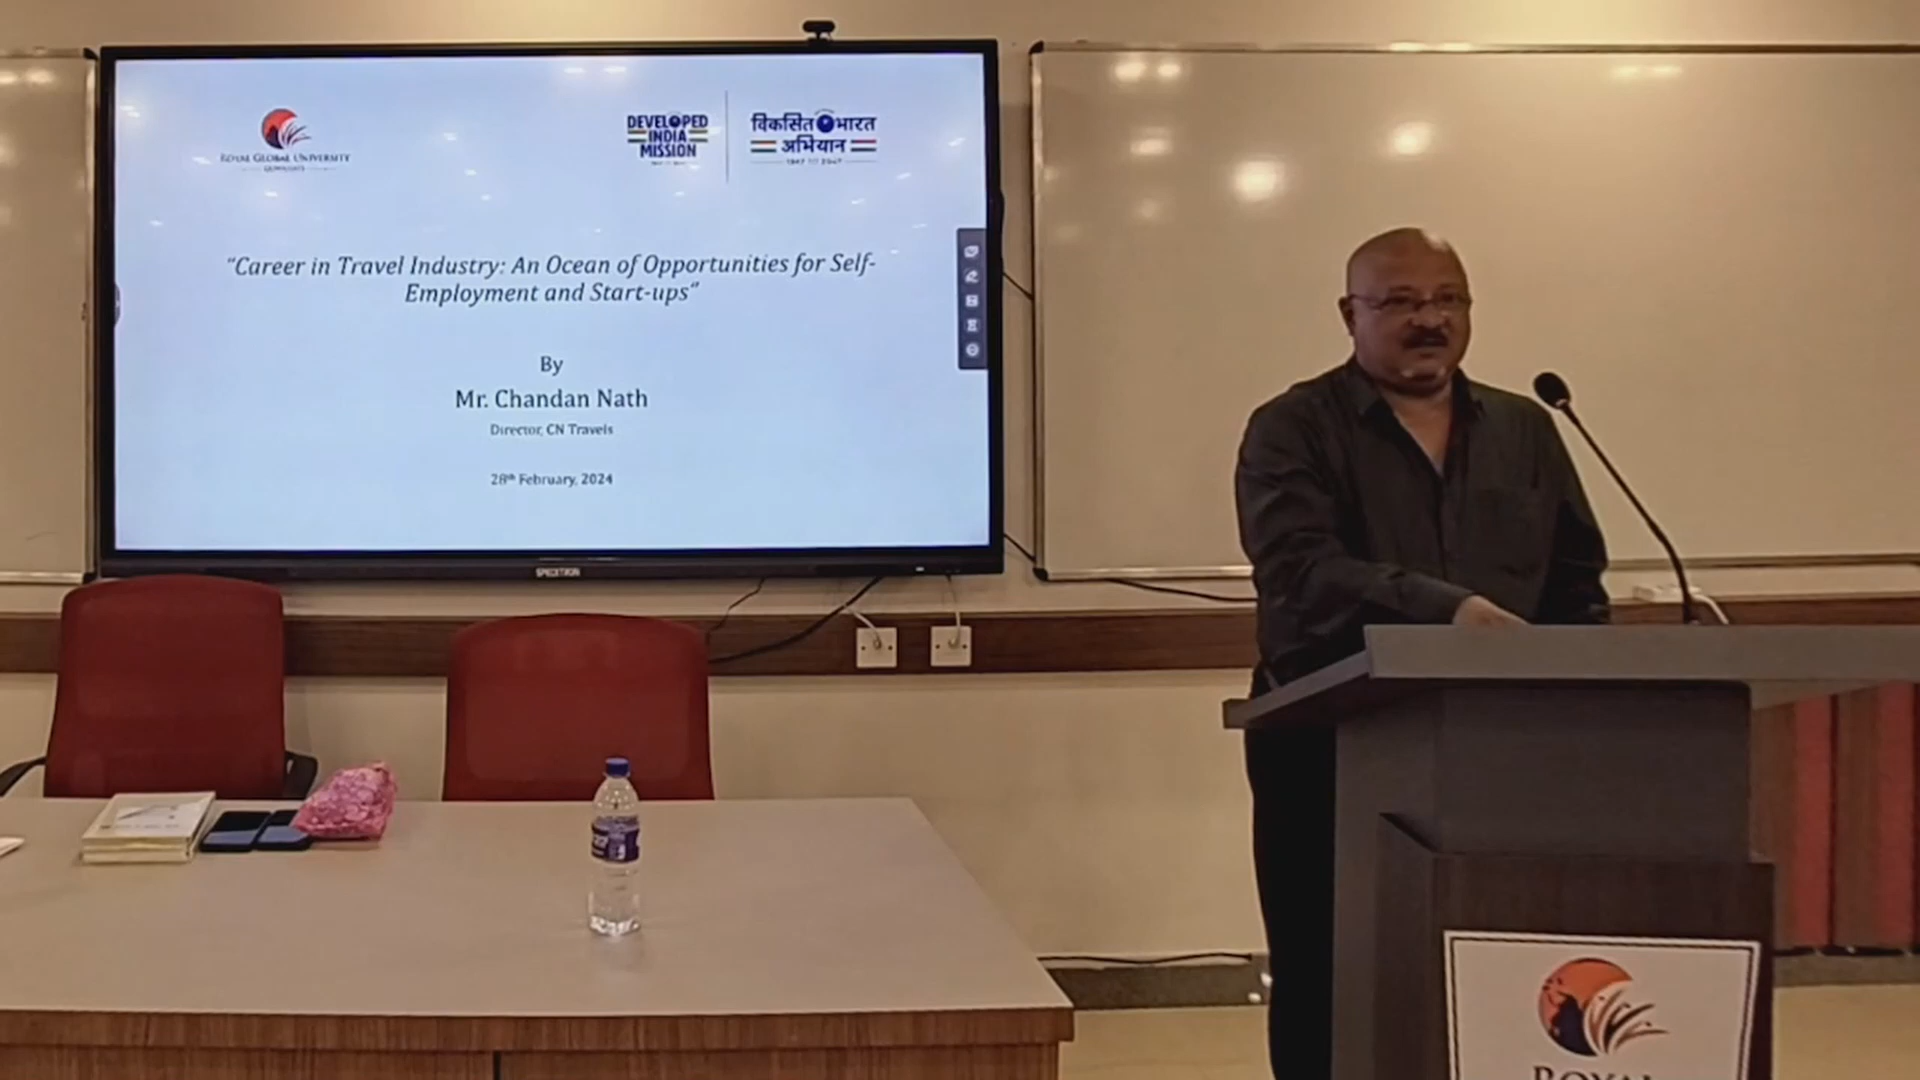 ROYAL GLOBAL UNIVERSITY
DEVELOPED
INDIA
MISSION
विकसित भारत
अभियान
"Career in Travel Industry: An Ocean of Opportunities for Self-
Employment and Start-ups"
By
Mr. Chandan Nath
Director, CN Travels
28th February, 2024
SPECTRON
ROYAL